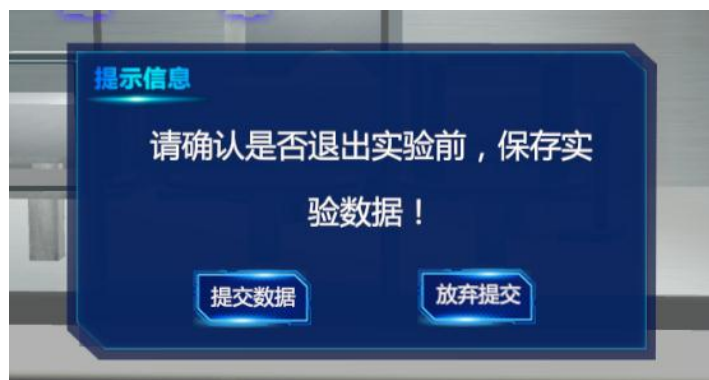 提示信息
请确认是否退出实验前，保存实
验数据！
提交数据
放弃提交